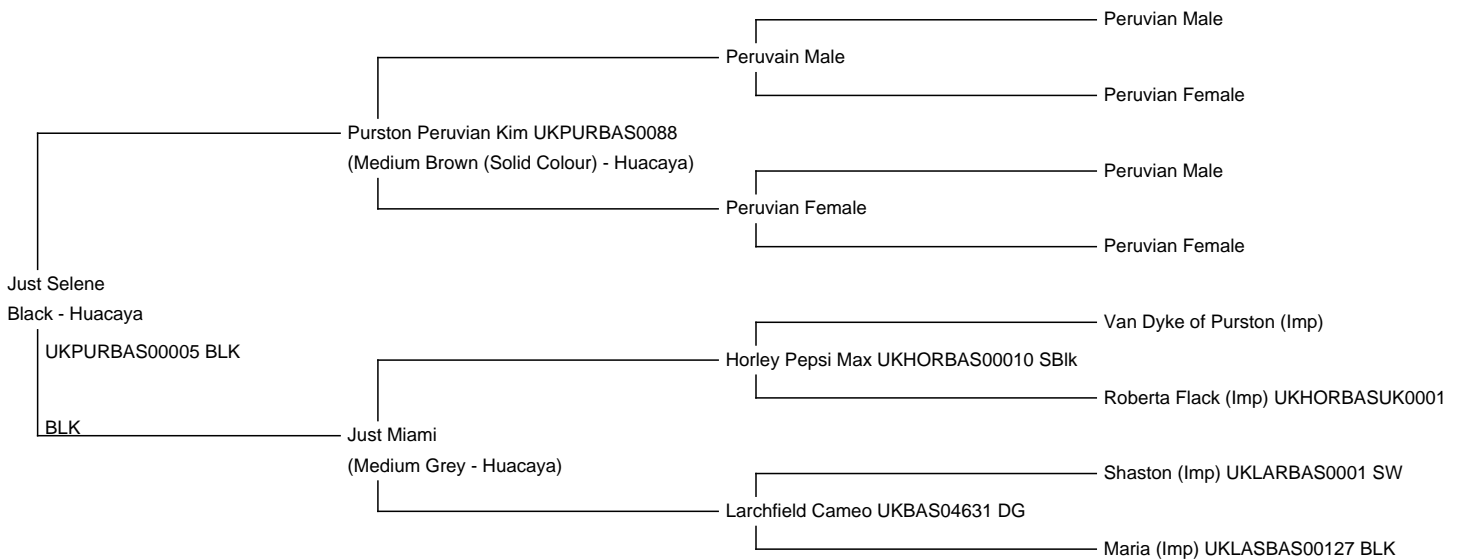 Peruvian Male
Peruvain Male
Peruvian Female
Purston Peruvian Kim UKPURBAS0088
(Medium Brown (Solid Colour) - Huacaya)
Peruvian Male
Peruvian Female
Peruvian Female
Just Selene
Black - Huacaya
UKPURBAS00005 BLK
BLK
Van Dyke of Purston (Imp)
Horley Pepsi Max UKHORBAS00010 SBlk
Roberta Flack (Imp) UKHORBASUK0001
Just Miami
(Medium Grey - Huacaya)
Shaston (Imp) UKLARBAS0001 SW
Larchfield Cameo UKBAS04631 DG
Maria (Imp) UKLASBAS00127 BLK